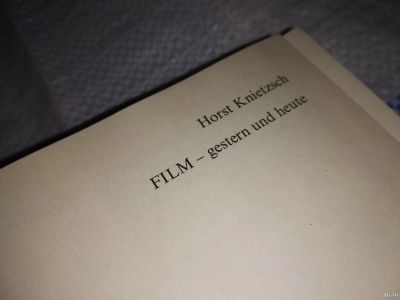 Horst Knietzsch
FILM – gestern und heute